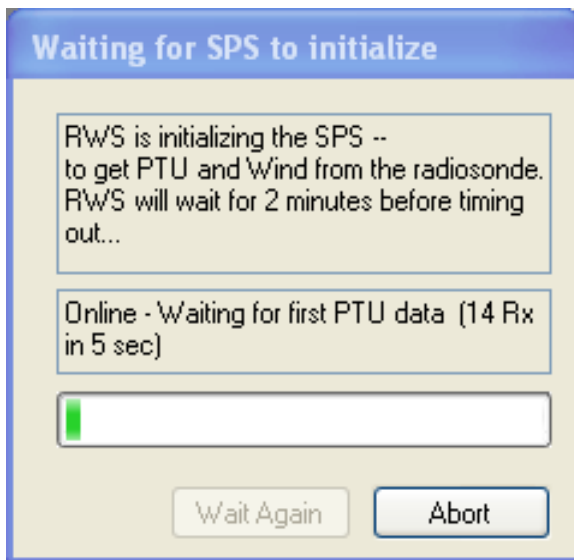 Waiting for SPS to initialize
RWS is initializing the SPS --
to get PTU and Wind from the radiosonde.
RWS will wait for 2 minutes before timing
out...
Online - Waiting for first PTU data  (14 Rx
in 5 sec)
Wait Again
Abort